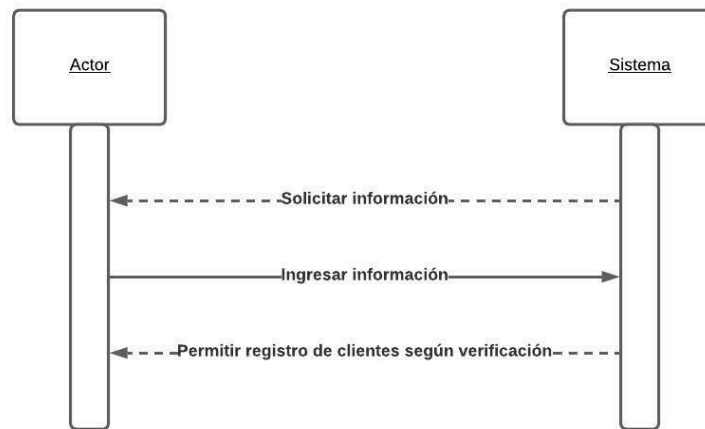 Actor
Sistema
Solicitar información
Ingresar información
Permitir registro de clientes según verificación